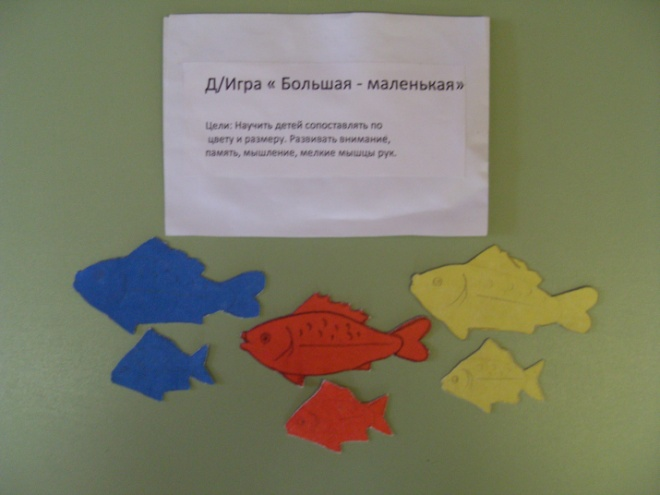 Д/Игра « Большая - маленькая»
Цели: Научить детей сопоставлять по
цвету и размеру. Развивать внимание,
память, мышление, мелкие мышцы рук.